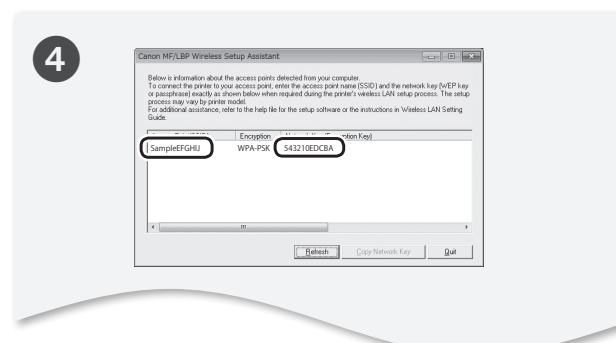 4
Canon MF/LBP Wireless Setup Assistant
Below is information about the access points detected from your computer.
To connect the printer to your access point, enter the access point name (SSID) and the network key (WEP key
or passphrase) exactly as shown below when required during the printer's wireless LAN setup process. The setup
process may vary by printer model.
For additional assistance, refer to the help file for the setup software or the instructions in Wireless LAN Setting
Guide.
Encryption
SampleEFGHIJ WPA-PSK 543210EDCBA
Refresh Copy Network Key Quit